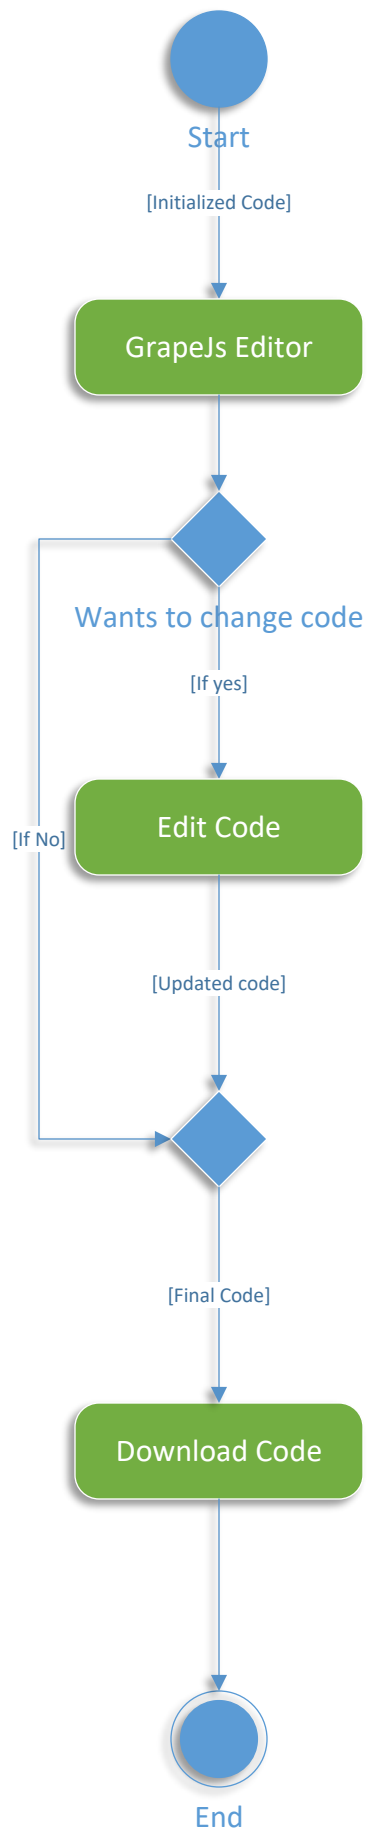 Start
[Initialized Code]
GrapeJs Editor
Wants to change code
[If yes]
Edit Code
[If No]
[Updated code]
[Final Code]
Download Code
End